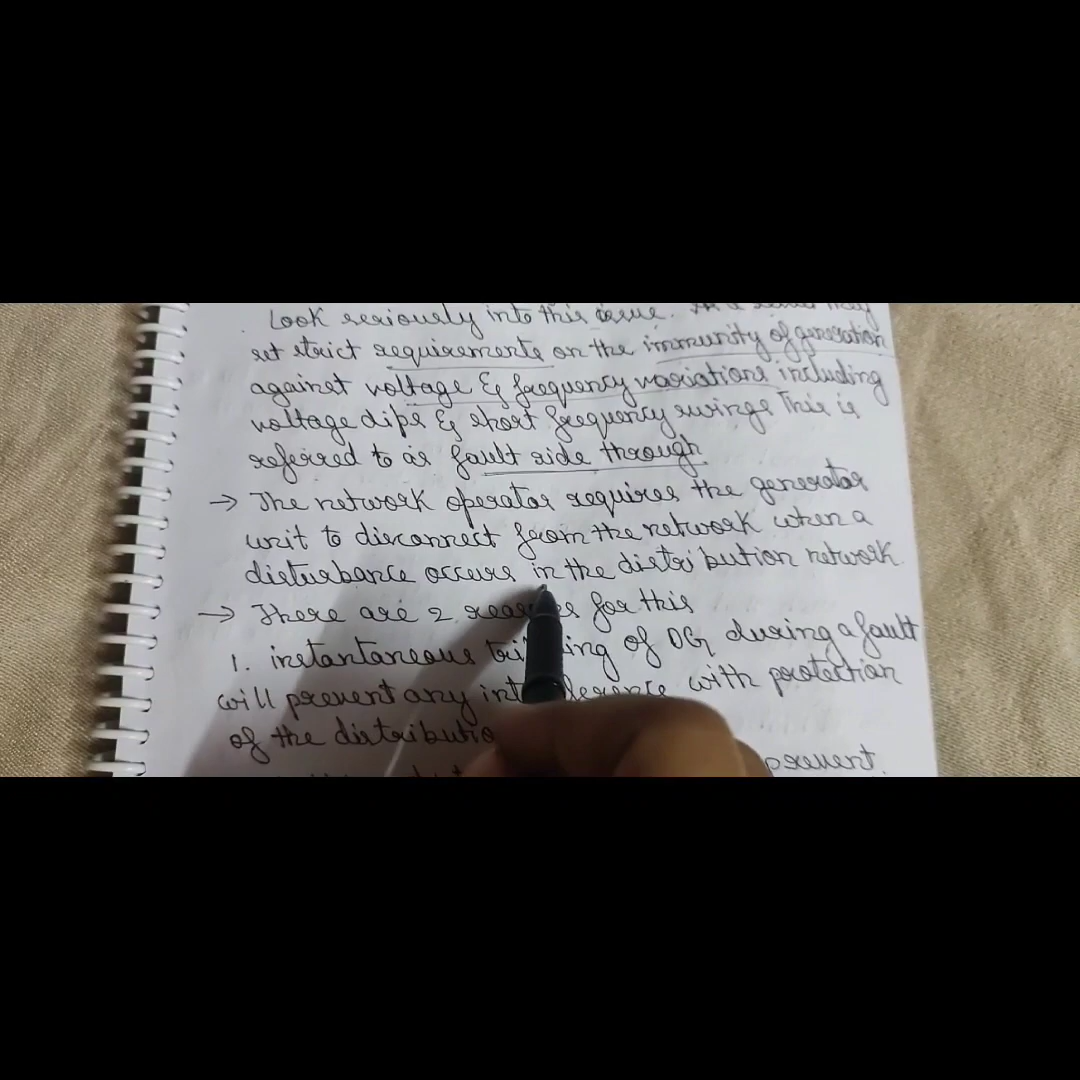 Look seriously into this issue.
set strict requirements on the immunity of generation
against voltage & frequency variations including
voltage dips & short frequency swings This is
referred to as fault ride through
→ The network operator requires the generator
unit to disconnect from the network when a
disturbance occurs in the distribution network.
→ There are 2 for this
1. instantaneous of DG during a fault
will prevent any with protection
of the
prevent.